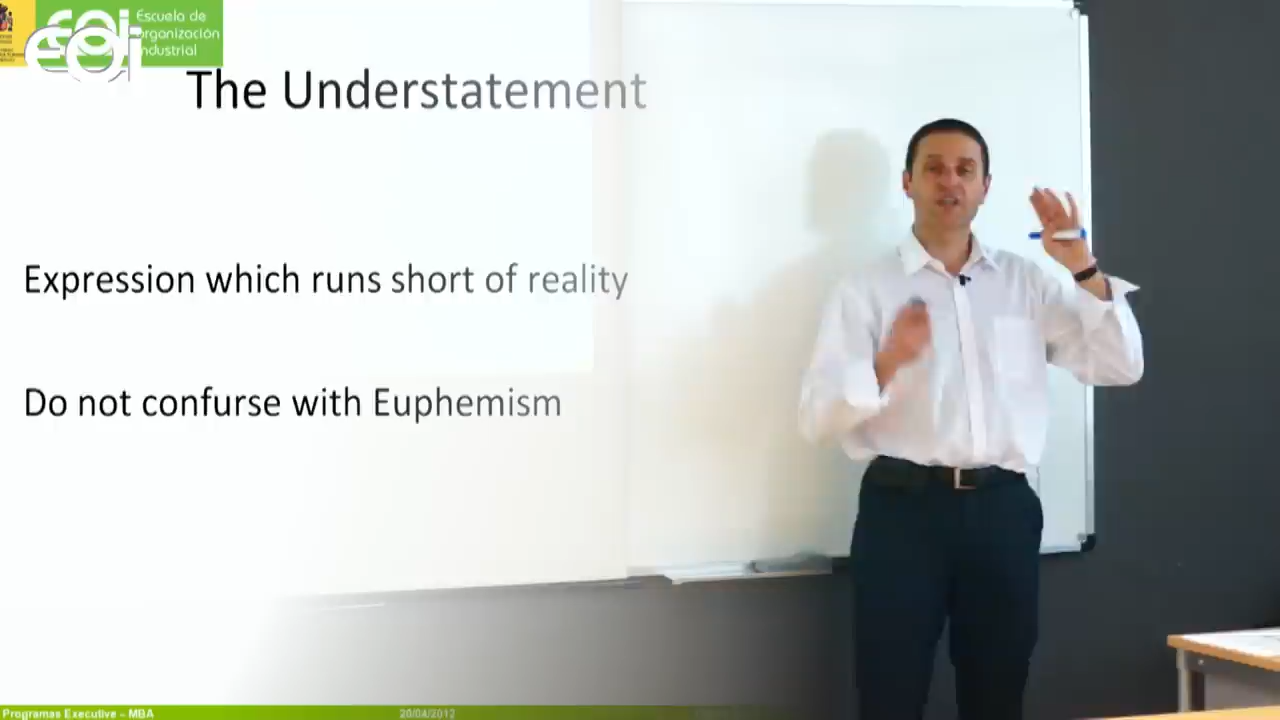 Escuela de
organización
industrial
eoi
The Understatement
Expression which runs short of reality
Do not confurse with Euphemism
Programas Executive – MBA
20/04/2012